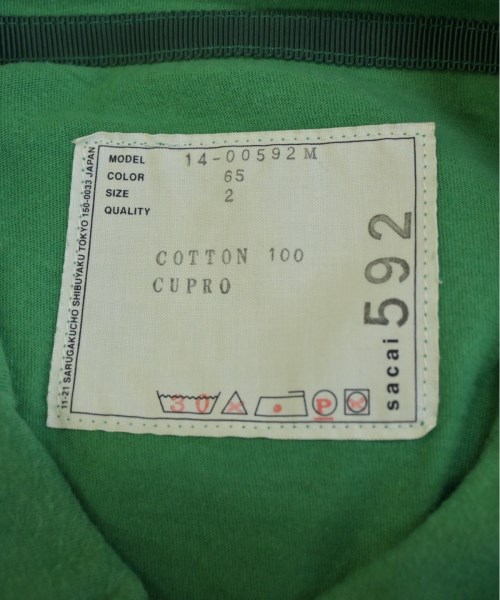 11-21 SARUGAKUCHO SHIBUYAKU TOKYO 150-0033 JAPAN
MODEL 14-00592M
COLOR 65
SIZE 2
QUALITY
COTTON 100
CUPRO
30
P
sacai 592